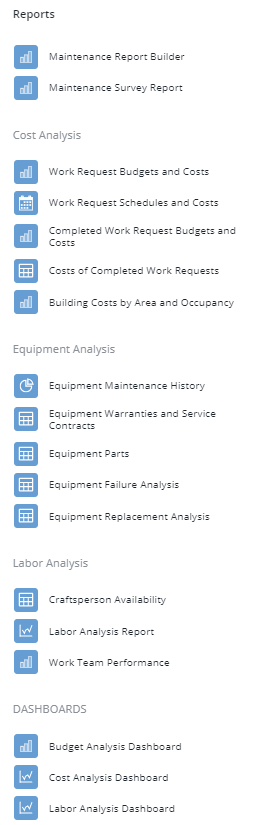 Reports
Maintenance Report Builder
Maintenance Survey Report
Cost Analysis
Work Request Budgets and Costs
Work Request Schedules and Costs
Completed Work Request Budgets and
Costs
Costs of Completed Work Requests
Building Costs by Area and Occupancy
Equipment Analysis
Equipment Maintenance History
Equipment Warranties and Service
Contracts
Equipment Parts
Equipment Failure Analysis
Equipment Replacement Analysis
Labor Analysis
Craftsperson Availability
Labor Analysis Report
Work Team Performance
DASHBOARDS
Budget Analysis Dashboard
Cost Analysis Dashboard
Labor Analysis Dashboard